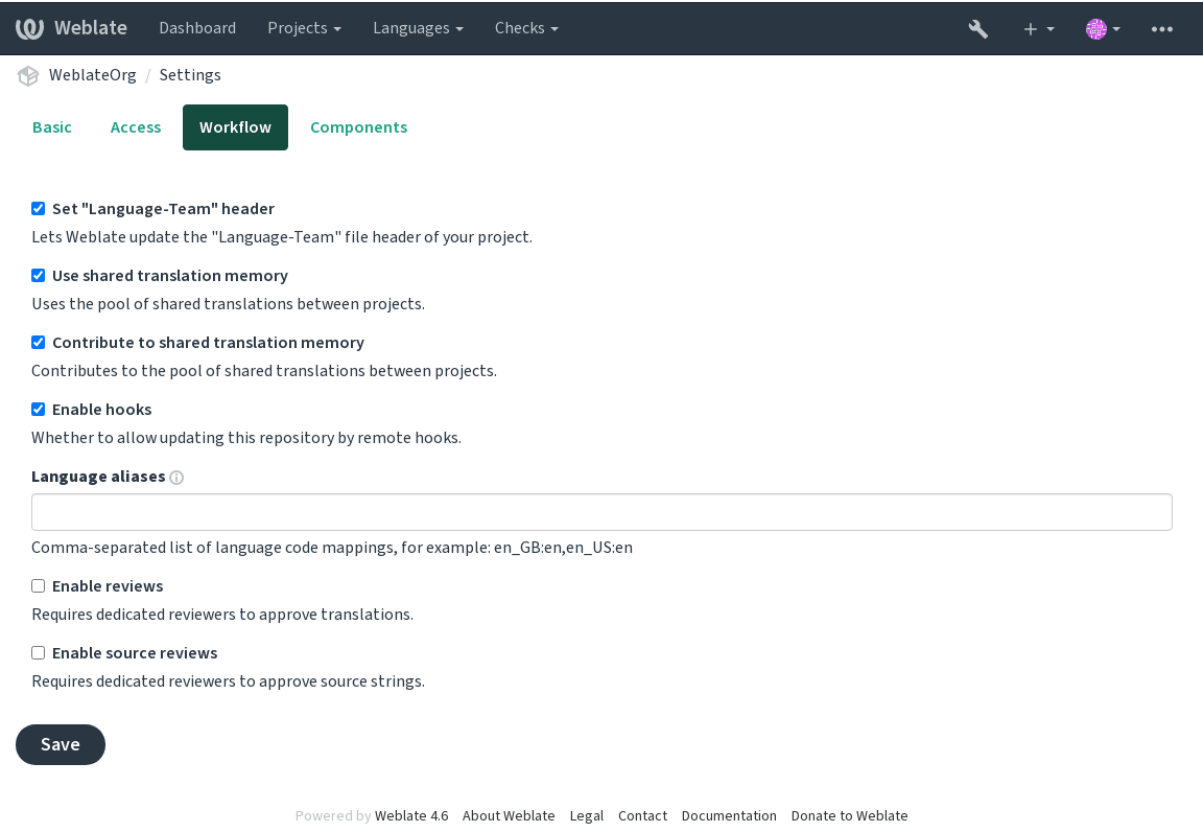 Weblate Dashboard Projects Languages Checks
WeblateOrg / Settings
Basic Access Workflow Components
Set "Language-Team" header
Lets Weblate update the "Language-Team" file header of your project.
Use shared translation memory
Uses the pool of shared translations between projects.
Contribute to shared translation memory
Contributes to the pool of shared translations between projects.
Enable hooks
Whether to allow updating this repository by remote hooks.
Language aliases
Comma-separated list of language code mappings, for example: en_GB:en,en_US:en
Enable reviews
Requires dedicated reviewers to approve translations.
Enable source reviews
Requires dedicated reviewers to approve source strings.
Save
Powered by Weblate 4.6 About Weblate Legal Contact Documentation Donate to Weblate